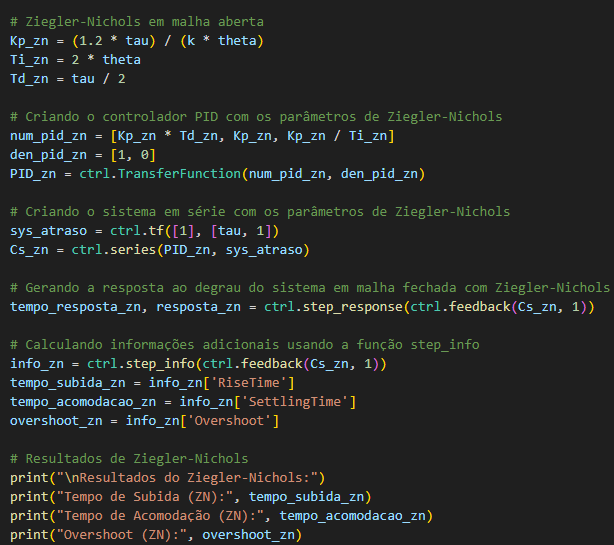 # Ziegler-Nichols em malha aberta
Kp_zn = (1.2 * tau) / (k * theta)
Ti_zn = 2 * theta
Td_zn = tau / 2
# Criando o controlador PID com os parâmetros de Ziegler-Nichols
num_pid_zn = [Kp_zn * Td_zn, Kp_zn, Kp_zn / Ti_zn]
den_pid_zn = [1, 0]
PID_zn = ctrl.TransferFunction(num_pid_zn, den_pid_zn)
# Criando o sistema em série com os parâmetros de Ziegler-Nichols
sys_atraso = ctrl.tf([1], [tau, 1])
Cs_zn = ctrl.series(PID_zn, sys_atraso)
# Gerando a resposta ao degrau do sistema em malha fechada com Ziegler-Nichols
tempo_resposta_zn, resposta_zn = ctrl.step_response(ctrl.feedback(Cs_zn, 1))
# Calculando informações adicionais usando a função step_info
info_zn = ctrl.step_info(ctrl.feedback(Cs_zn, 1))
tempo_subida_zn = info_zn['RiseTime']
tempo_acomodacao_zn = info_zn['SettlingTime']
overshoot_zn = info_zn['Overshoot']
# Resultados de Ziegler-Nichols
print("\nResultados do Ziegler-Nichols:")
print("Tempo de Subida (ZN):", tempo_subida_zn)
print("Tempo de Acomodação (ZN):", tempo_acomodacao_zn)
print("Overshoot (ZN):", overshoot_zn)